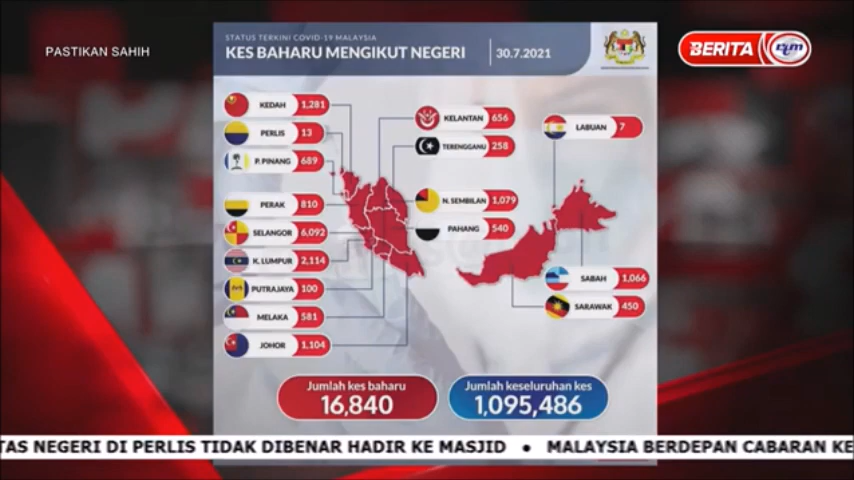 PASTIKAN SAHIH
STATUS TERKINI COVID-19 MALAYSIA
KES BAHARU MENGIKUT NEGERI
30.7.2021
BERITA
KEDAH 1,281
PERLIS 13
P. PINANG 689
PERAK 810
SELANGOR 6,092
K. LUMPUR 2,114
PUTRAJAYA 100
MELAKA 581
JOHOR 1,104
KELANTAN 656
TERENGGANU 258
N. SEMBILAN 1,079
PAHANG 540
LABUAN 7
SABAH 1,066
SARAWAK 450
Jumlah kes baharu
16,840
Jumlah keseluruhan kes
1,095,486
TAS NEGERI DI PERLIS TIDAK DIBENAR HADIR KE MASJID • MALAYSIA BERDEPAN CABARAN KE